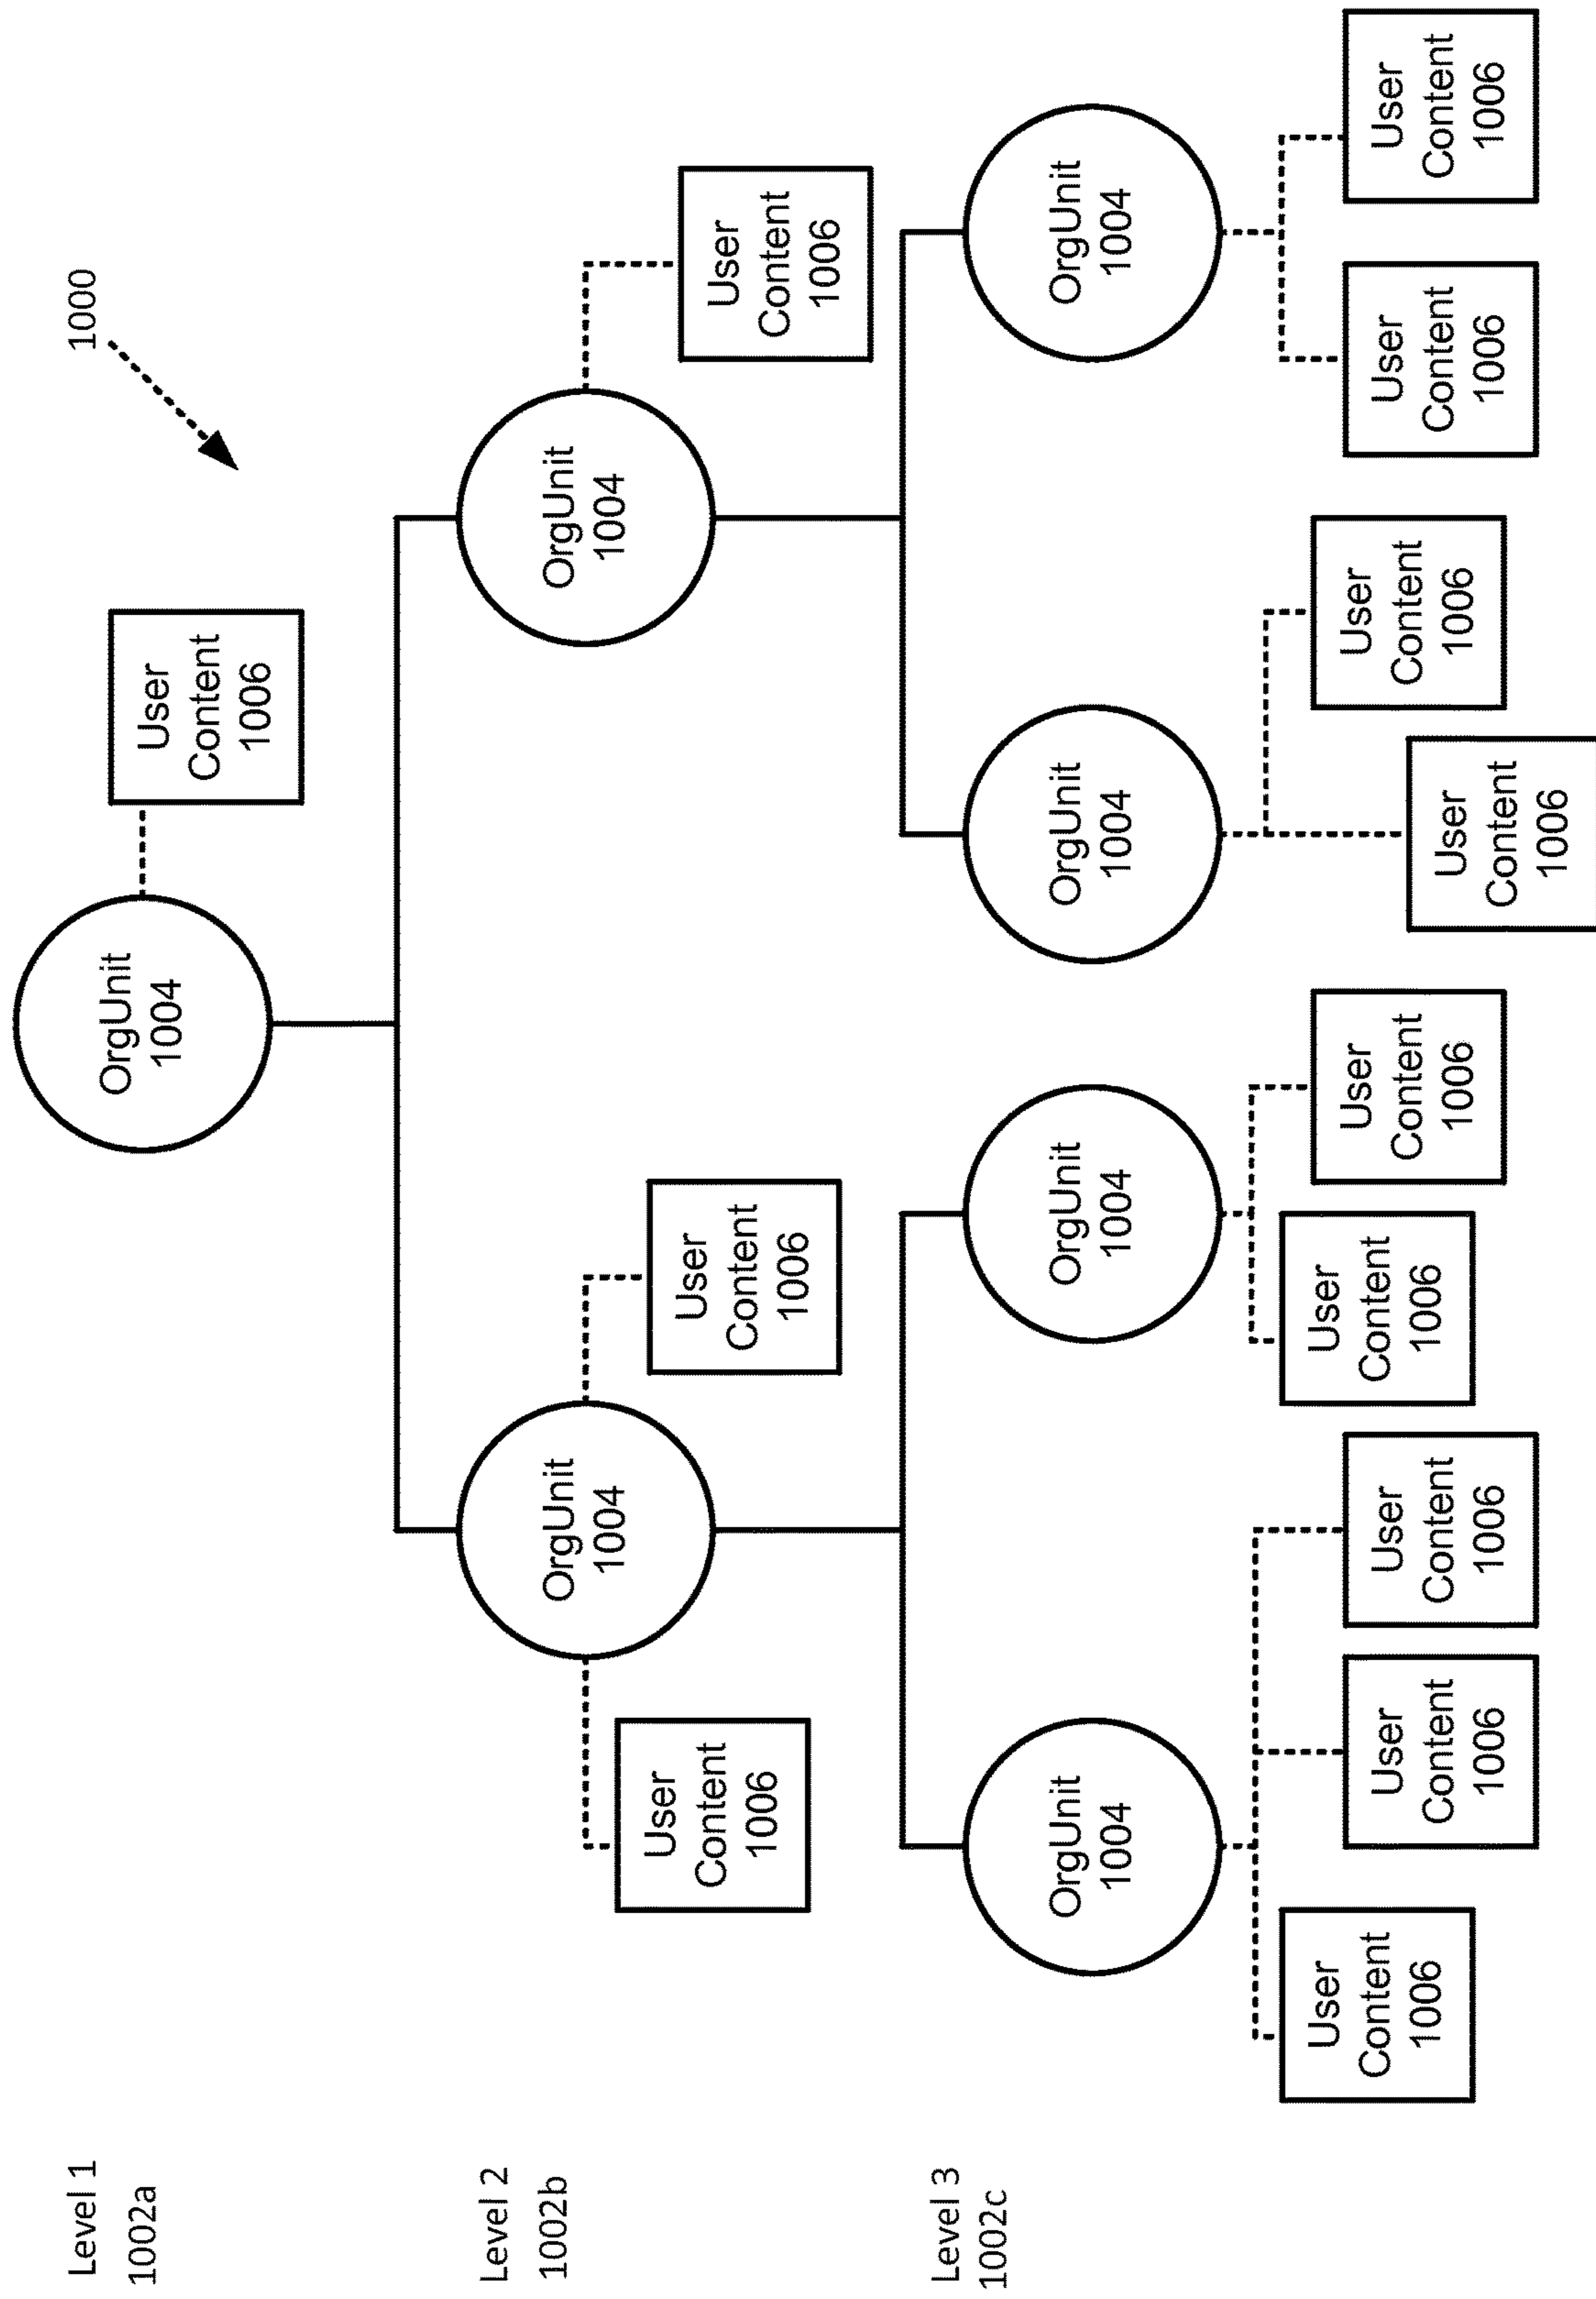 1000
Level 1
1002a
OrgUnit
1004
User
Content
1006
Level 2
1002b
User
Content
1006
OrgUnit
1004
User
Content
1006
OrgUnit
1004
User
Content
1006
Level 3
1002c
OrgUnit
1004
OrgUnit
1004
OrgUnit
1004
OrgUnit
1004
User
Content
1006
User
Content
1006
User
Content
1006
User
Content
1006
User
Content
1006
User
Content
1006
User
Content
1006
User
Content
1006
User
Content
1006